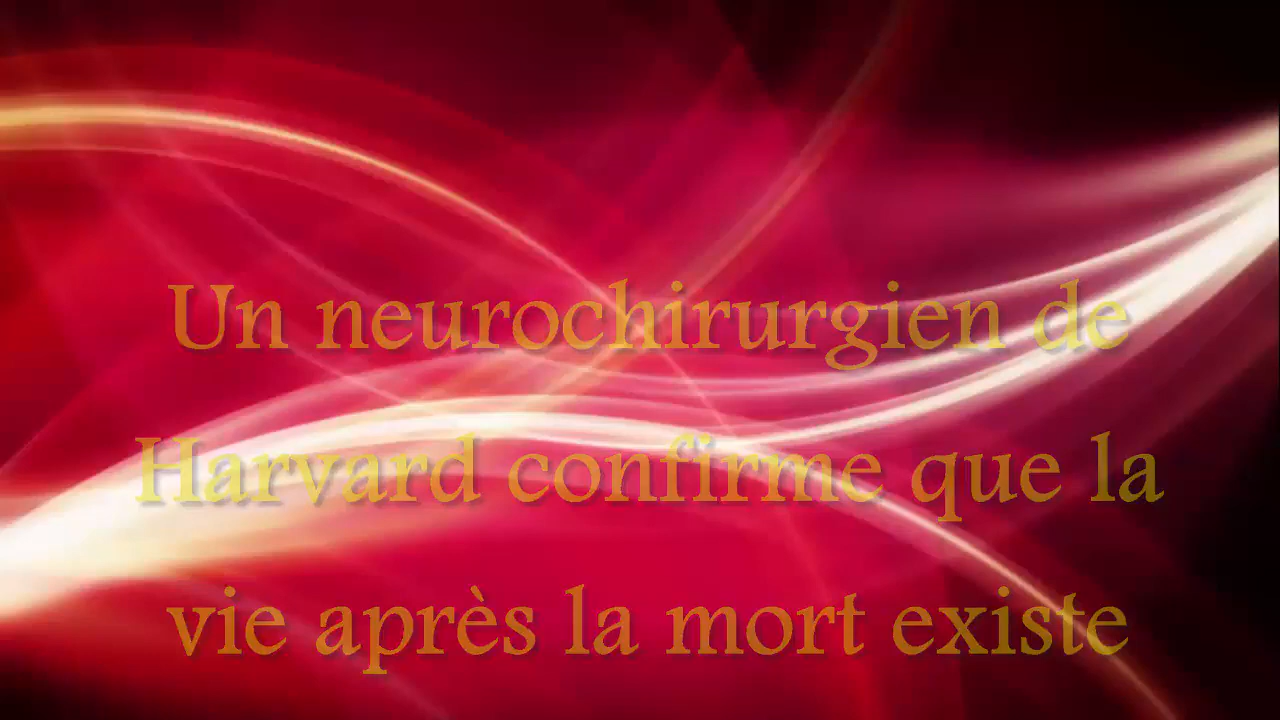 Un neurochirurgien de
Harvard confirme que la
vie après la mort existe